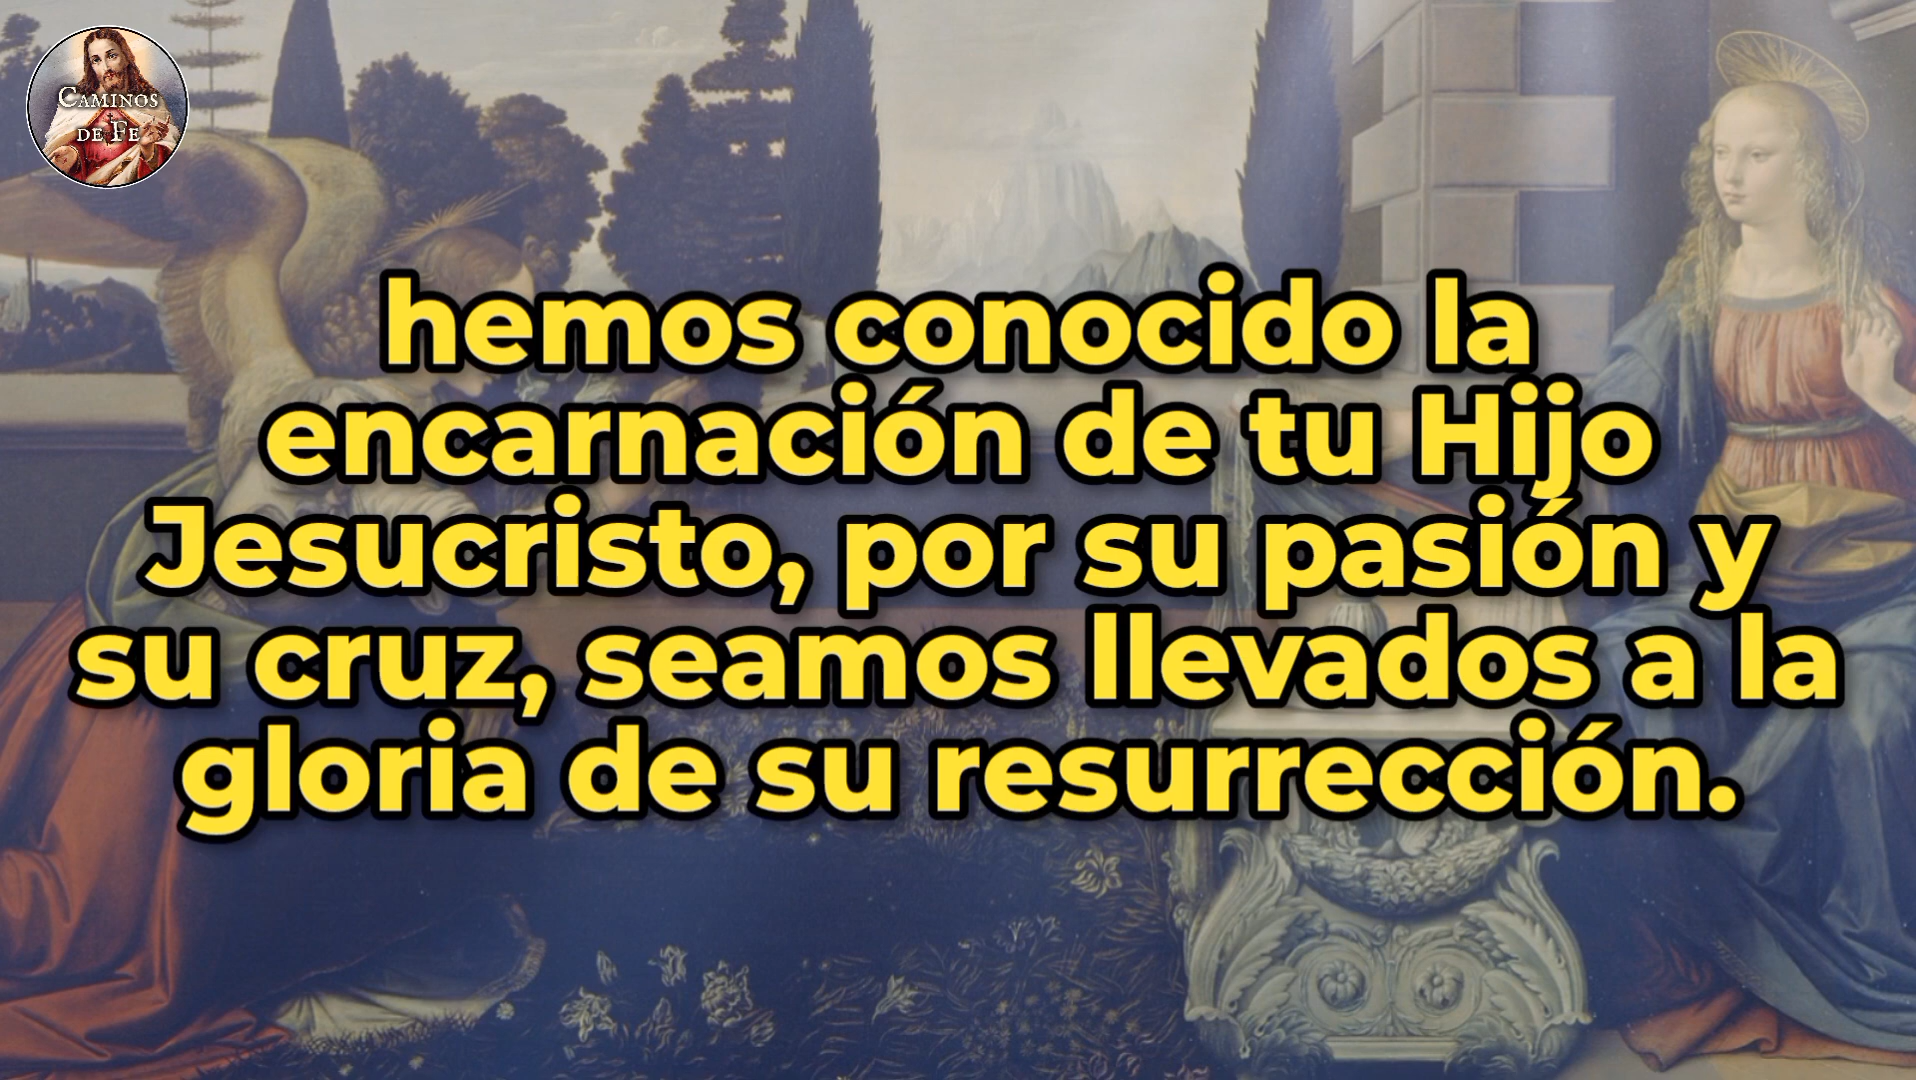 CAMINOS
DE FE
hemos conocido la
encarnación de tu Hijo
Jesucristo, por su pasión y
su cruz, seamos llevados a la
gloria de su resurrección.